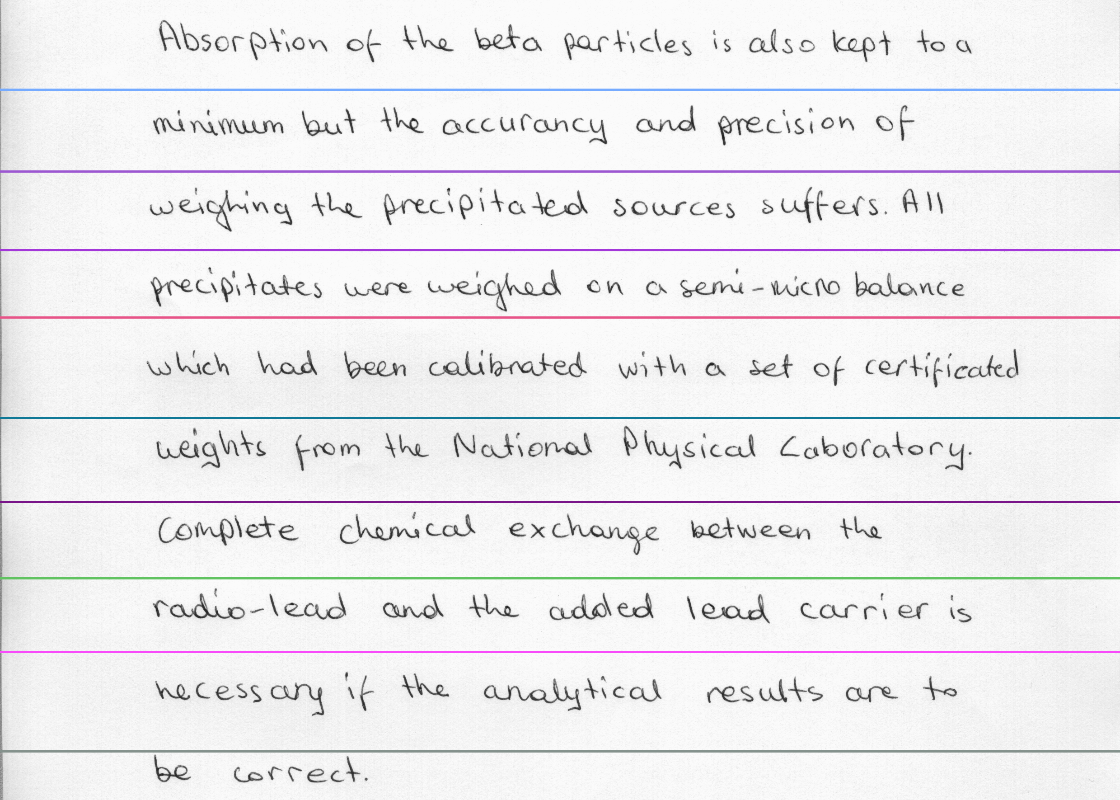 Absorption of the beta particles is also kept to a
minimum but the accurancy and precision of
weighing the precipitated sources suffers. All
precipitates were weighed on a semi-micro balance
which had been calibrated with a set of certificated
weights from the National Physical Laboratory.
Complete chemical exchange between the
radio-lead and the added lead carrier is
necessary if the analytical results are to
be correct.